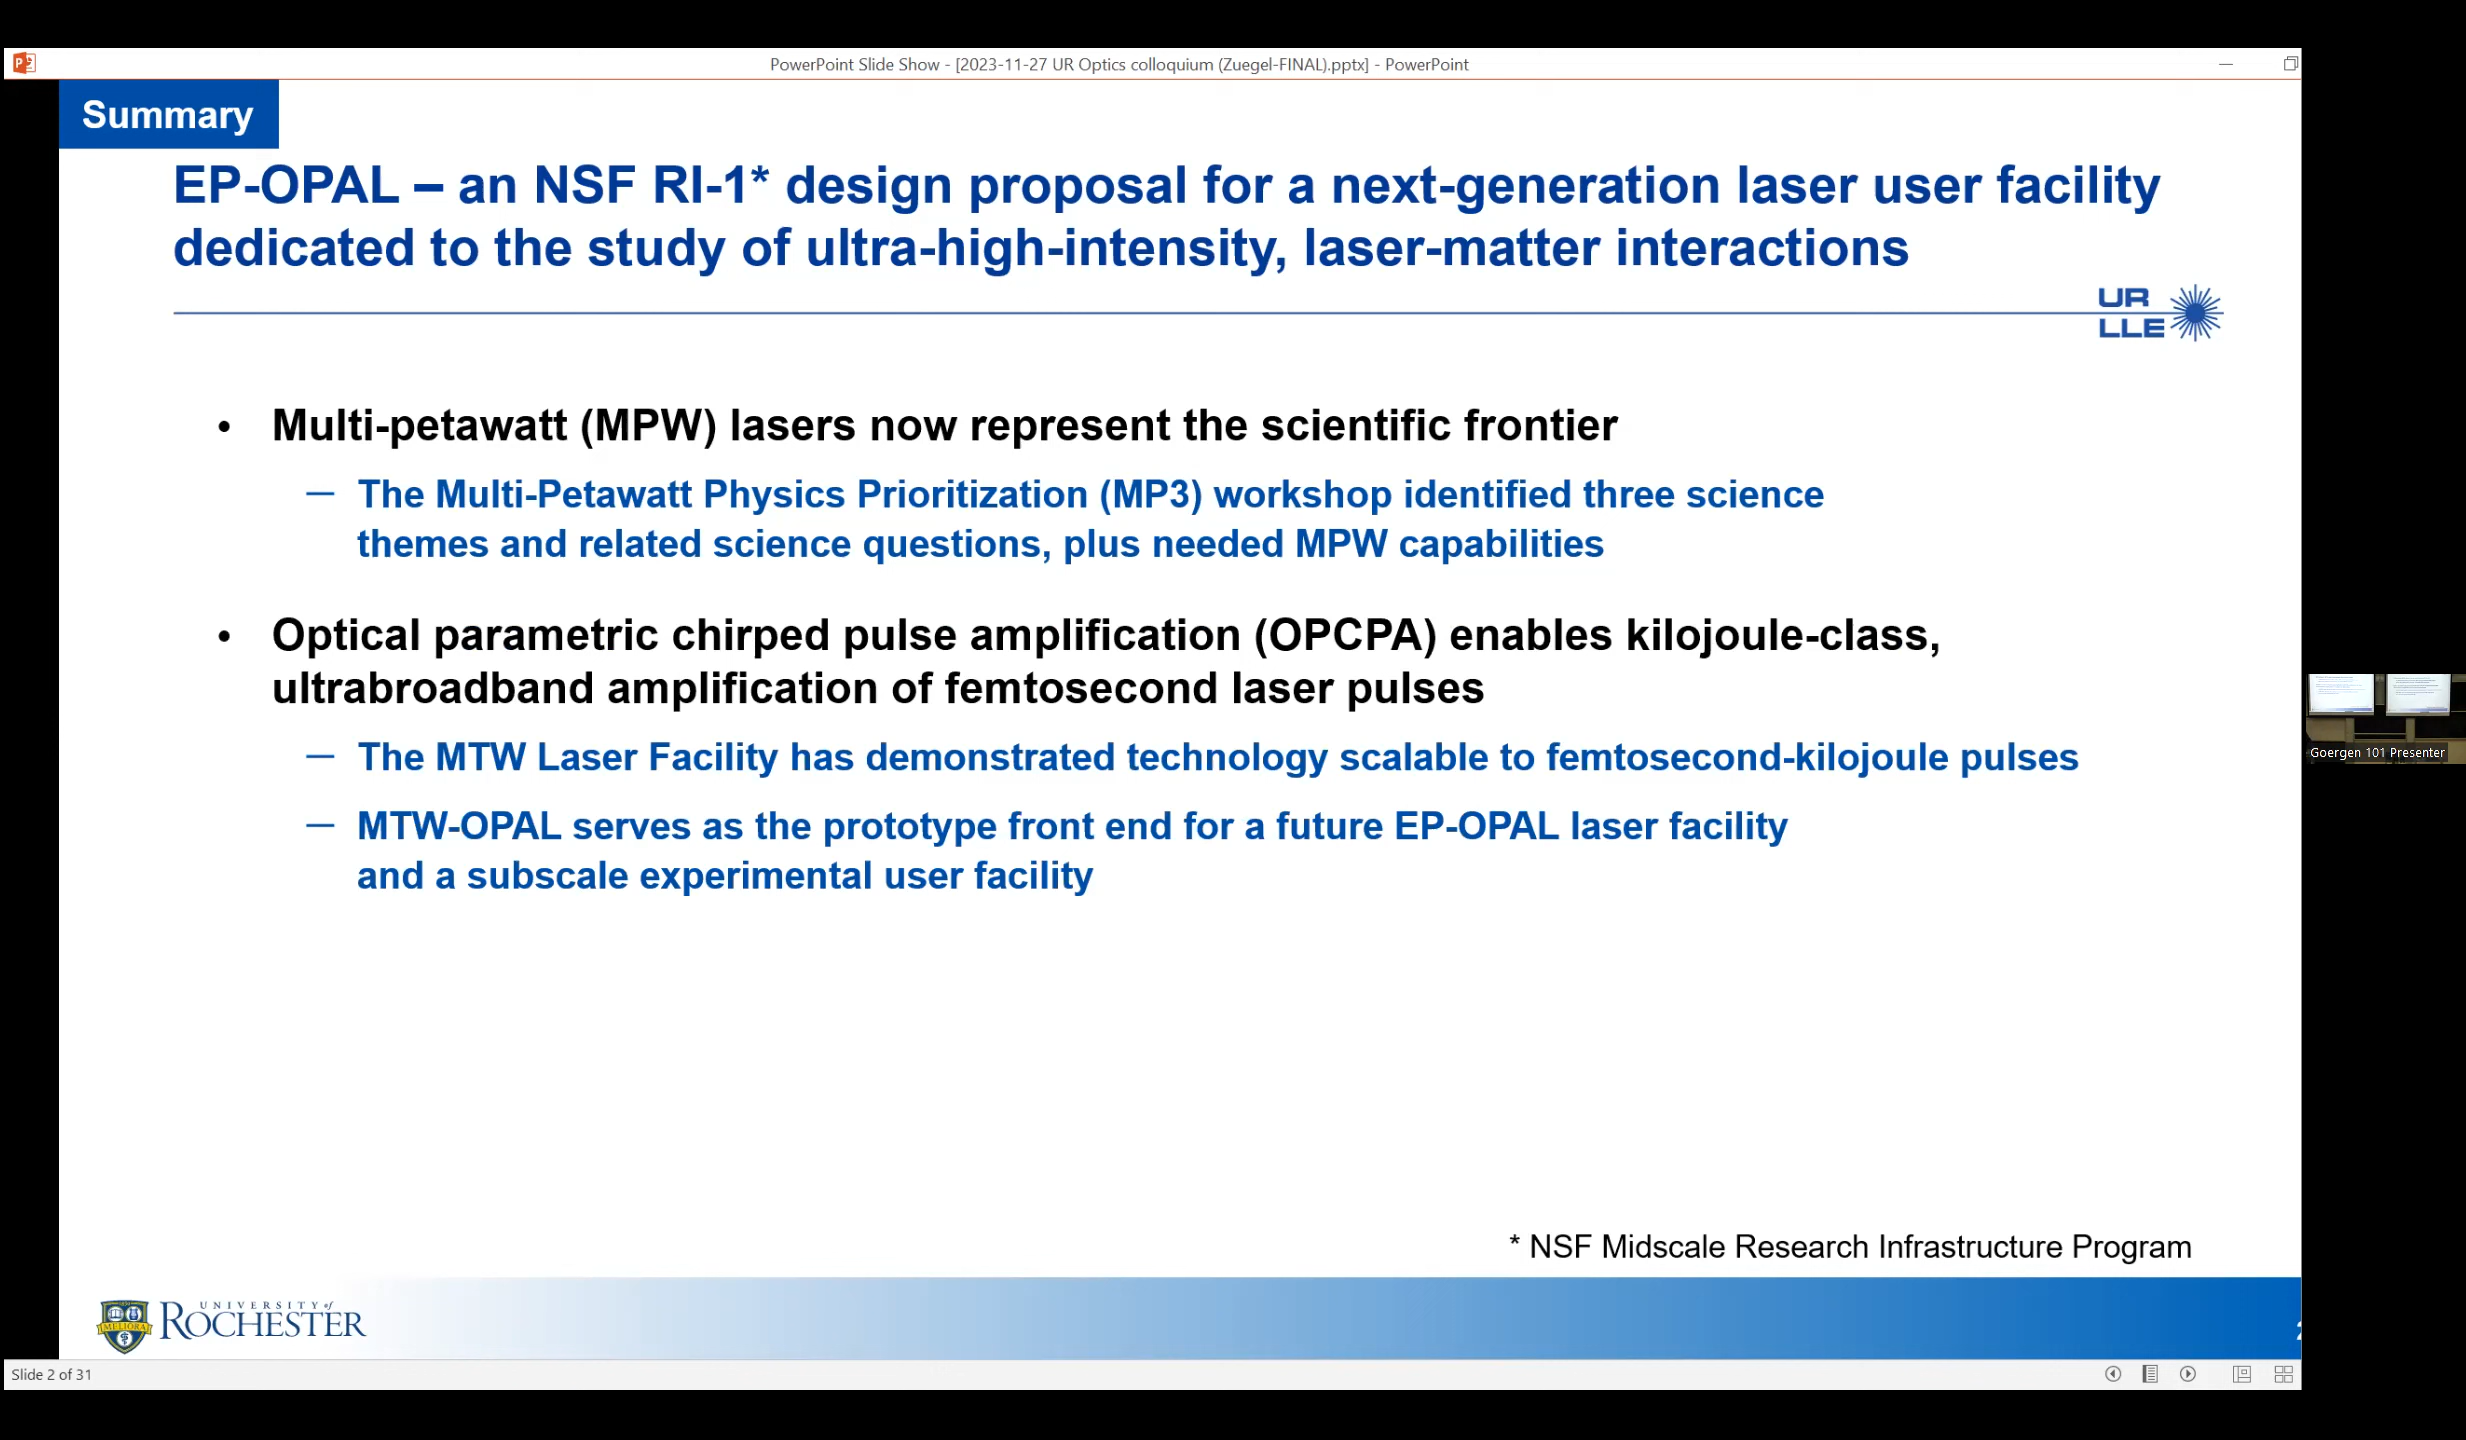 PowerPoint Slide Show - [2023-11-27 UR Optics colloquium (Zuegel-FINAL).pptx] - PowerPoint
Summary
EP-OPAL – an NSF RI-1* design proposal for a next-generation laser user facility
dedicated to the study of ultra-high-intensity, laser-matter interactions
UR
LLE
• Multi-petawatt (MPW) lasers now represent the scientific frontier
— The Multi-Petawatt Physics Prioritization (MP3) workshop identified three science
themes and related science questions, plus needed MPW capabilities
• Optical parametric chirped pulse amplification (OPCPA) enables kilojoule-class,
ultrabroadband amplification of femtosecond laser pulses
— The MTW Laser Facility has demonstrated technology scalable to femtosecond-kilojoule pulses
— MTW-OPAL serves as the prototype front end for a future EP-OPAL laser facility
and a subscale experimental user facility
Goergen 101 Presenter
* NSF Midscale Research Infrastructure Program
MELIORA
UNIVERSITY of
ROCHESTER
Slide 2 of 31